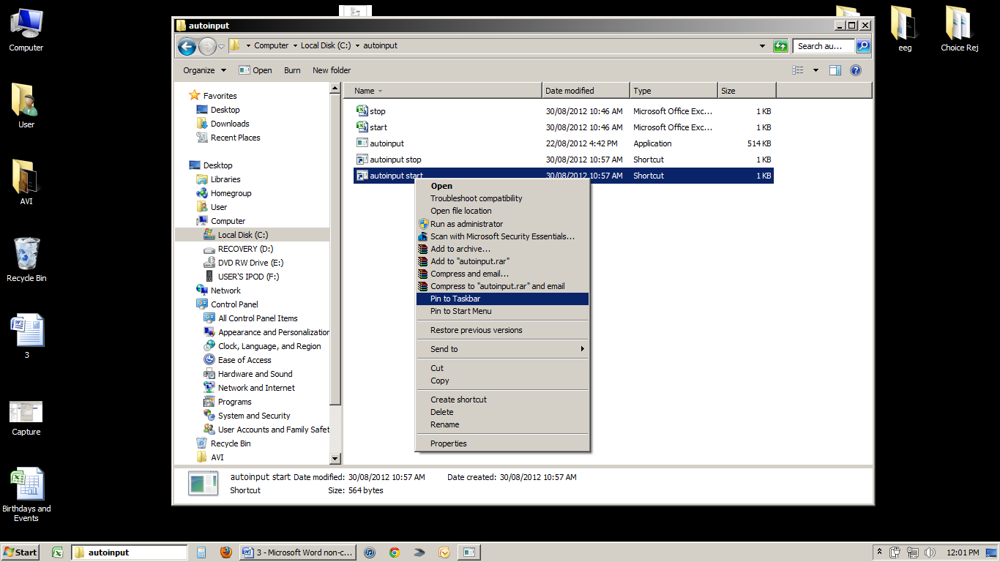 Computer
User
AVI
Recycle Bin
3
Capture
Birthdays and
Events
eeg
Choice Rej
autoinput
Computer
Local Disk (C:)
autoinput
Search au...
Organize
Open
Burn
New folder
Favorites
Desktop
Downloads
Recent Places
Desktop
Libraries
Homegroup
User
Computer
Local Disk (C:)
RECOVERY (D:)
DVD RW Drive (E:)
USER'S IPOD (F:)
Network
Control Panel
All Control Panel Items
Appearance and Personalization
Clock, Language, and Region
Ease of Access
Hardware and Sound
Network and Internet
Programs
System and Security
User Accounts and Family Safet
Recycle Bin
AVI
Name Date modified Type Size
stop 30/08/2012 10:46 AM Microsoft Office Exc... 1 KB
start 30/08/2012 10:46 AM Microsoft Office Exc... 1 KB
autoinput 22/08/2012 4:42 PM Application 514 KB
autoinput stop 30/08/2012 10:57 AM Shortcut 1 KB
autoinput start 30/08/2012 10:57 AM Shortcut 1 KB
Open
Troubleshoot compatibility
Open file location
Run as administrator
Scan with Microsoft Security Essentials...
Add to archive...
Add to "autoinput.rar"
Compress and email...
Compress to "autoinput.rar" and email
Pin to Taskbar
Pin to Start Menu
Restore previous versions
Send to
Cut
Copy
Create shortcut
Delete
Rename
Properties
autoinput start Date modified: 30/08/2012 10:57 AM Date created: 30/08/2012 10:57 AM
Shortcut Size: 564 bytes
Start
autoinput
3 - Microsoft Word non-c...
12:01 PM